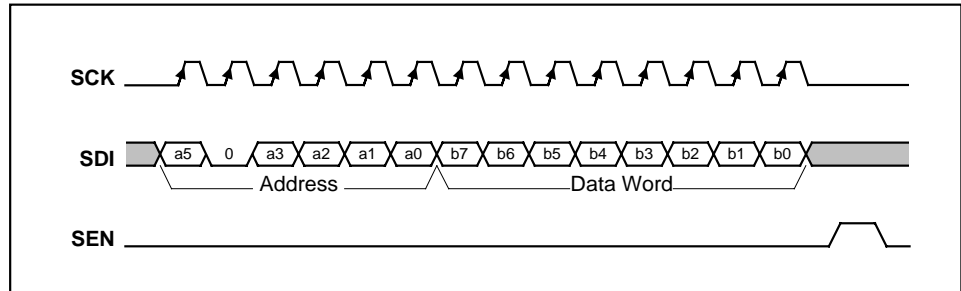 SCK
SDI a5 0 a3 a2 a1 a0 b7 b6 b5 b4 b3 b2 b1 b0
Address Data Word
SEN